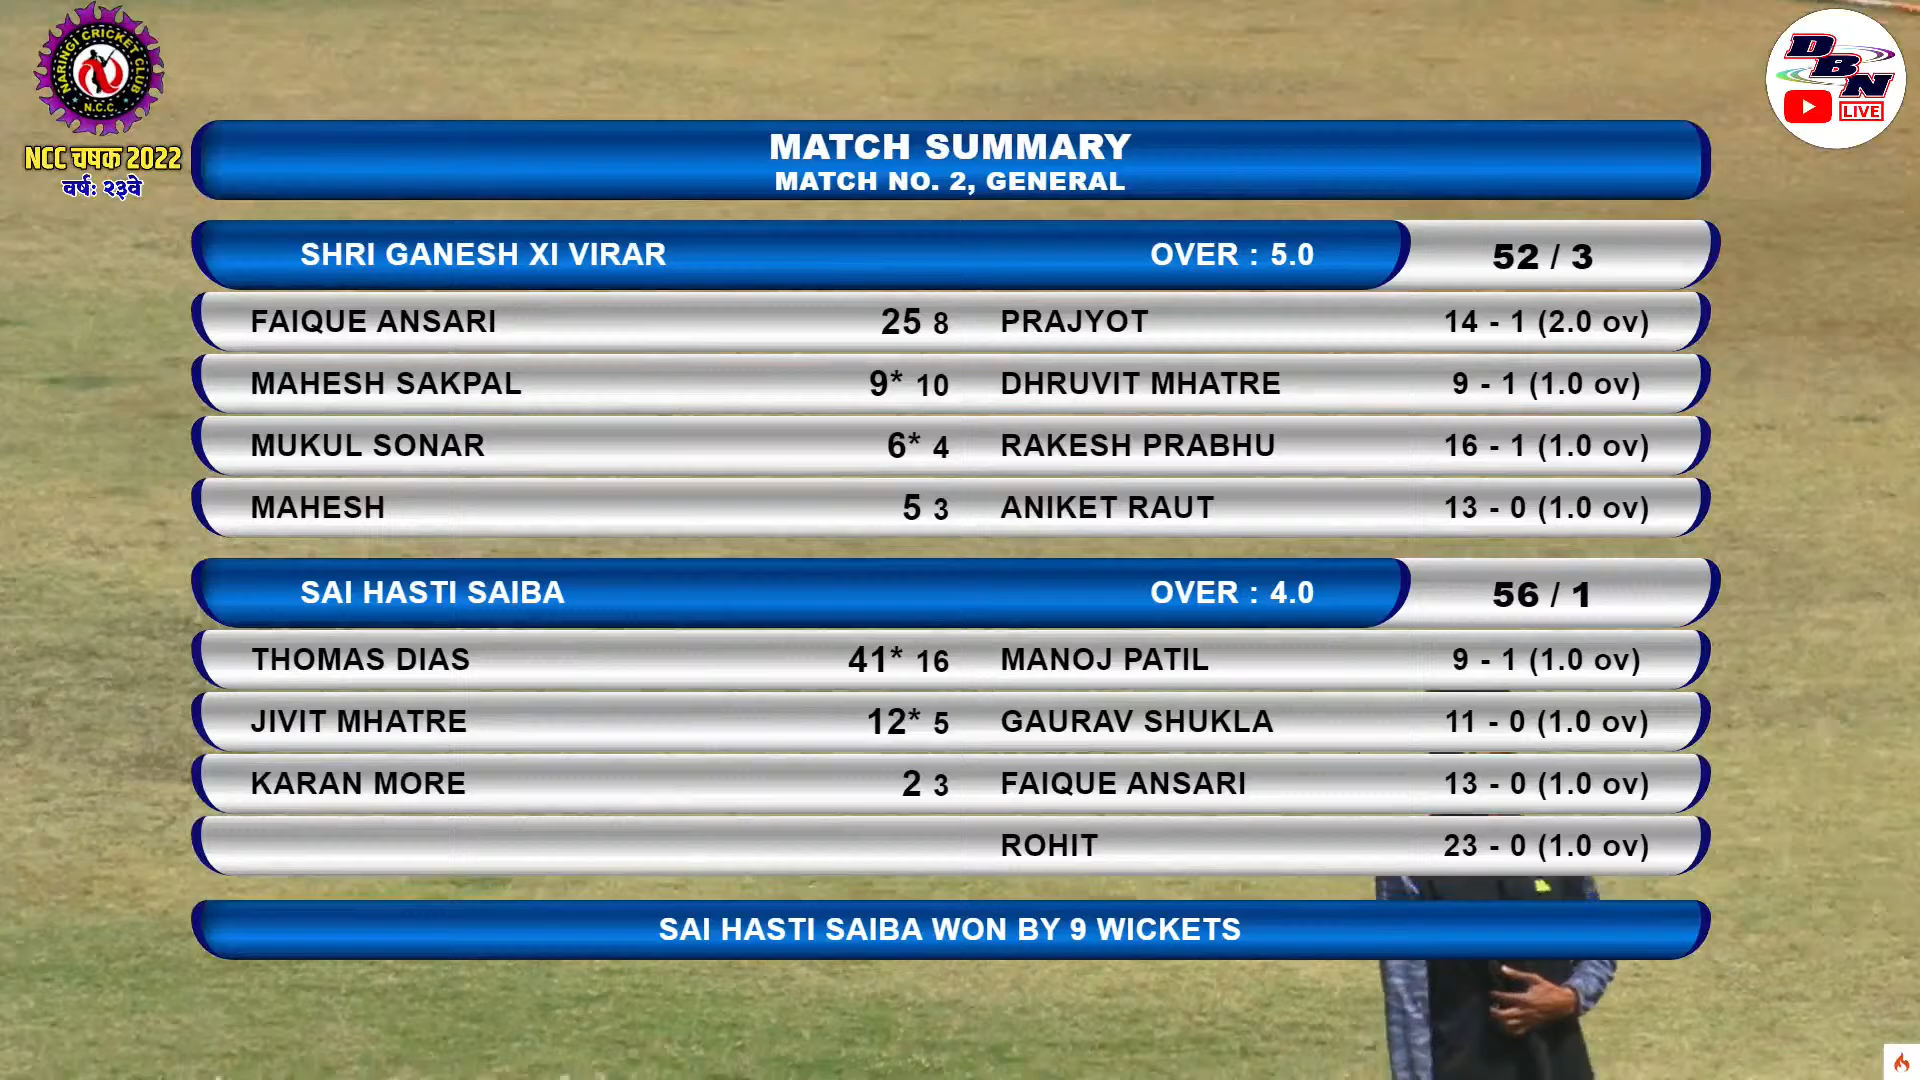 NARINGI CRICKET CLUB
N.C.C.
NCC चषक 2022
वर्ष: २३वे
DBN
LIVE
MATCH SUMMARY
MATCH NO. 2, GENERAL
SHRI GANESH XI VIRAR OVER : 5.0 52 / 3
FAIQUE ANSARI 25 8 PRAJYOT 14 - 1 (2.0 ov)
MAHESH SAKPAL 9* 10 DHRUVIT MHATRE 9 - 1 (1.0 ov)
MUKUL SONAR 6* 4 RAKESH PRABHU 16 - 1 (1.0 ov)
MAHESH 5 3 ANIKET RAUT 13 - 0 (1.0 ov)
SAI HASTI SAIBA OVER : 4.0 56 / 1
THOMAS DIAS 41* 16 MANOJ PATIL 9 - 1 (1.0 ov)
JIVIT MHATRE 12* 5 GAURAV SHUKLA 11 - 0 (1.0 ov)
KARAN MORE 2 3 FAIQUE ANSARI 13 - 0 (1.0 ov)
ROHIT 23 - 0 (1.0 ov)
SAI HASTI SAIBA WON BY 9 WICKETS